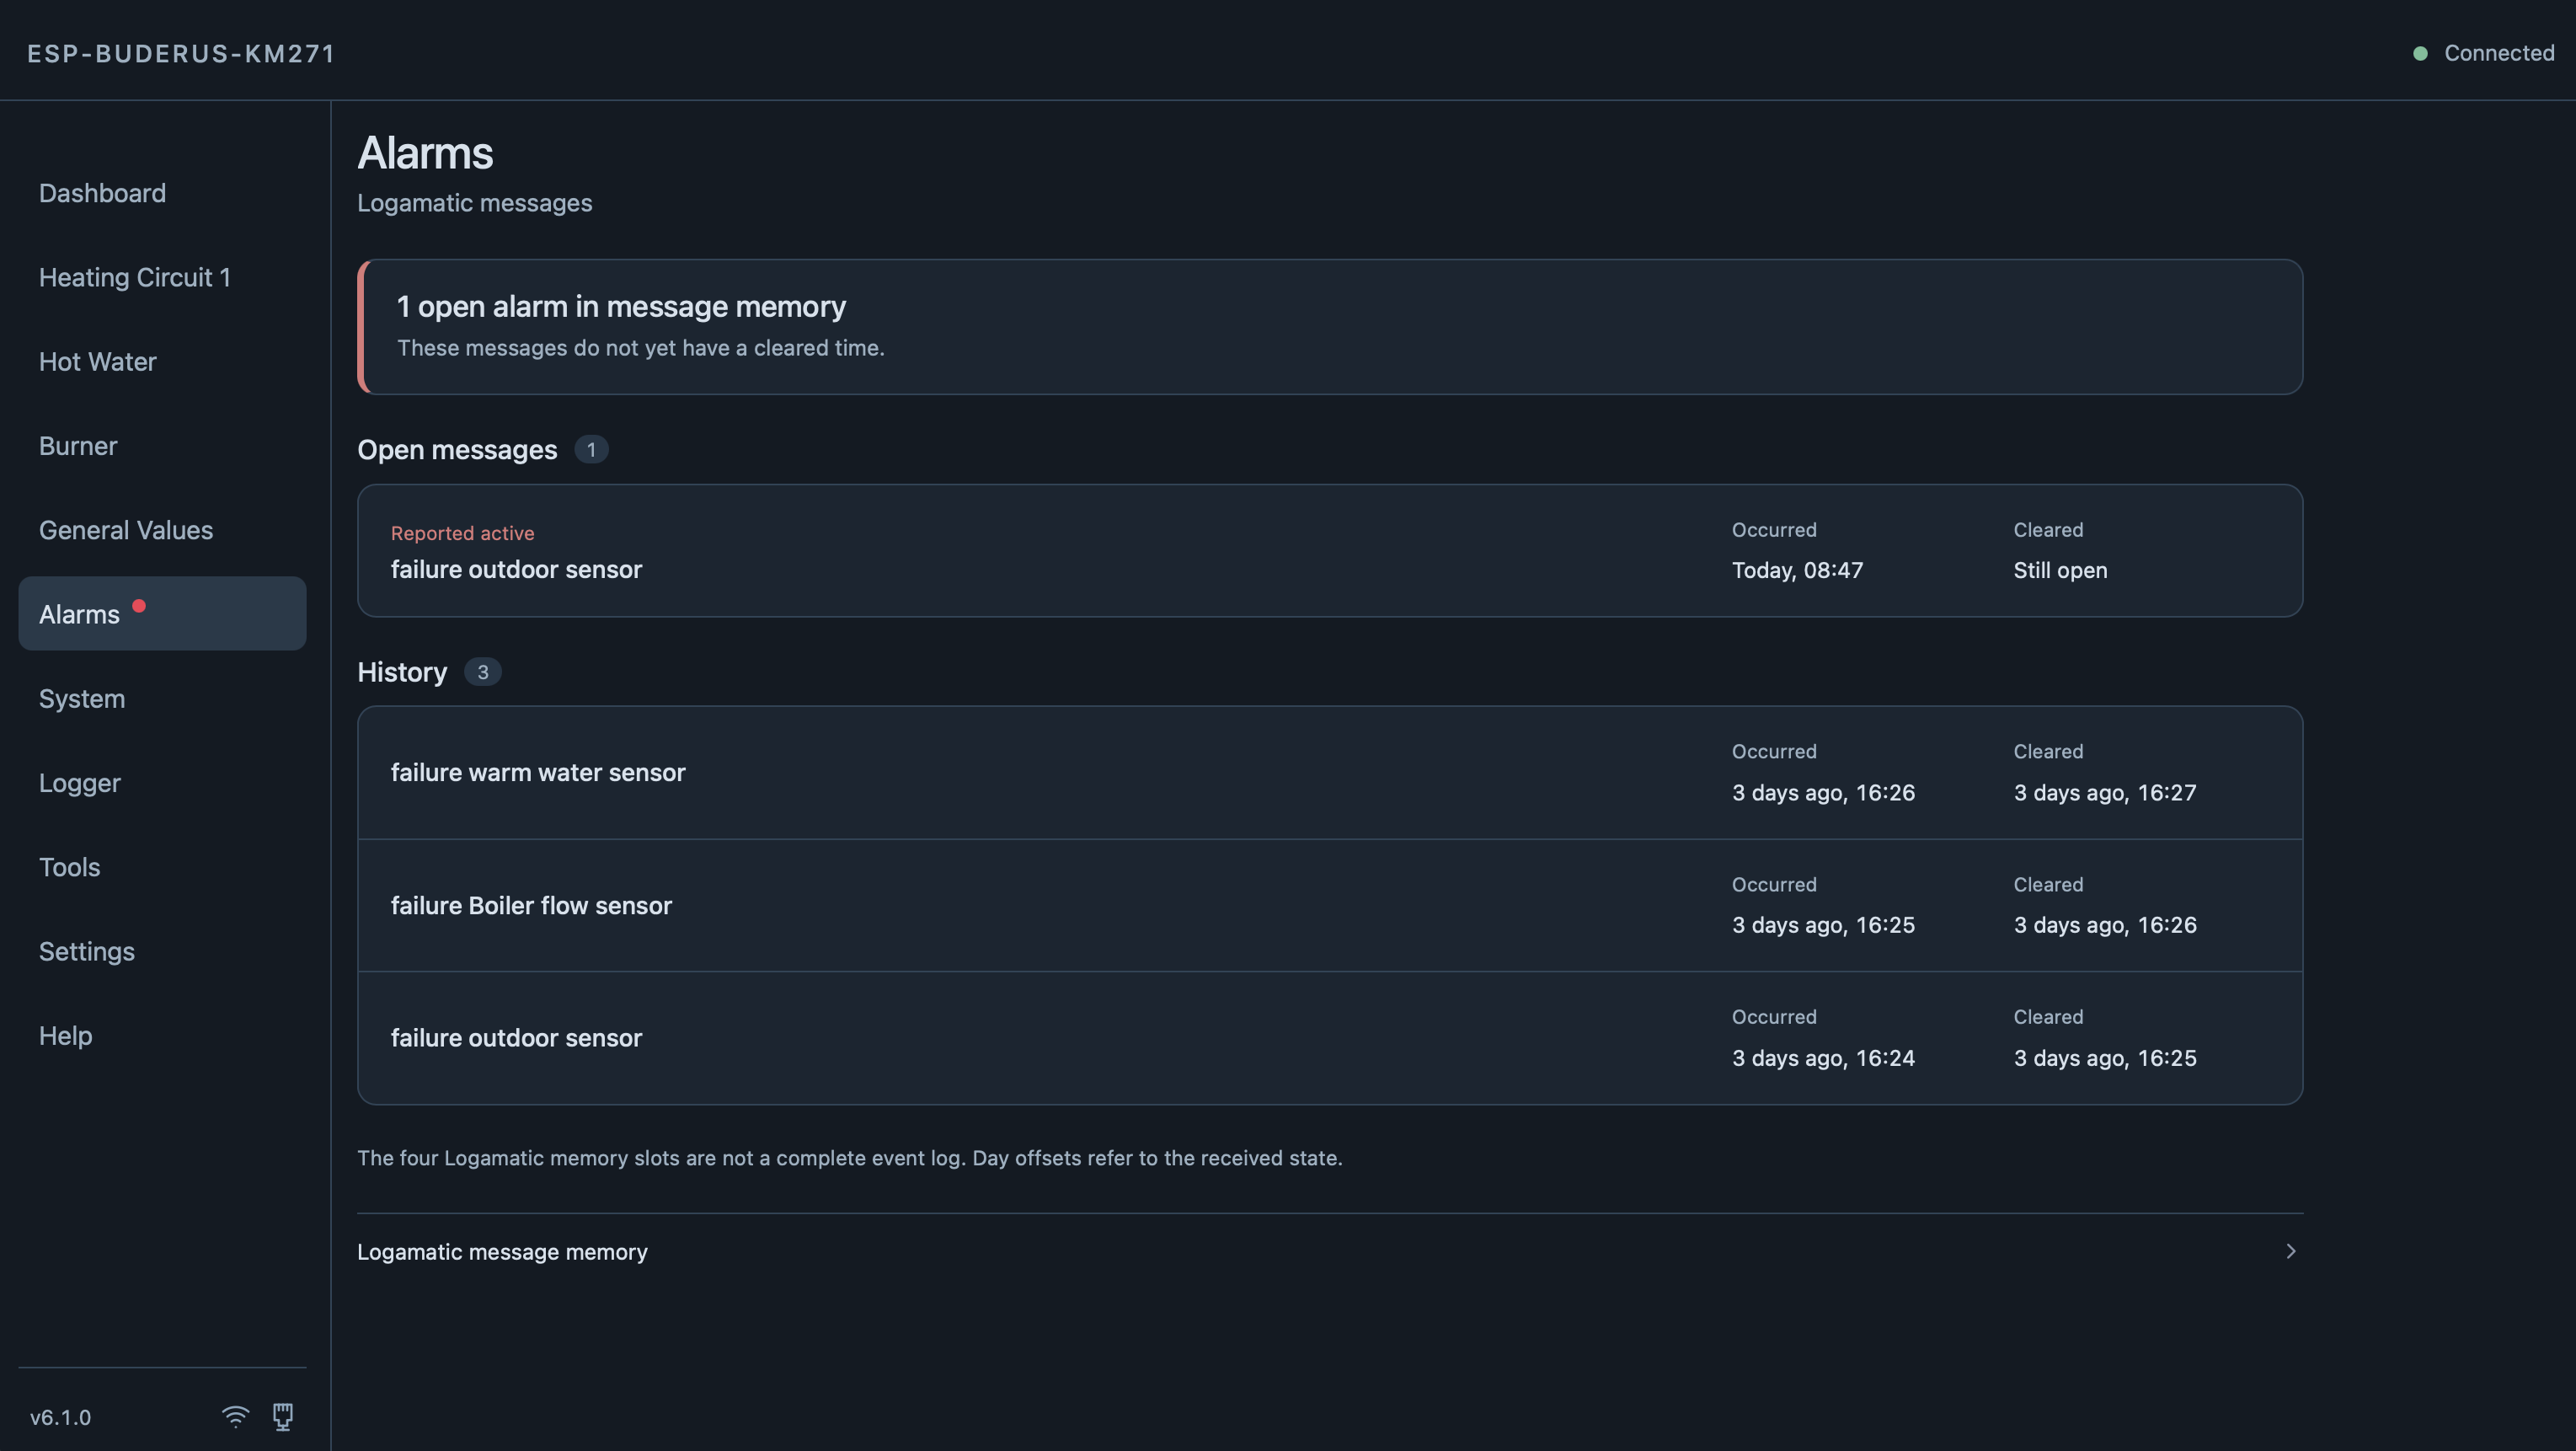 ESP-BUDERUS-KM271
Connected
Dashboard
Heating Circuit 1
Hot Water
Burner
General Values
Alarms
System
Logger
Tools
Settings
Help
v6.1.0
Alarms
Logamatic messages
1 open alarm in message memory
These messages do not yet have a cleared time.
Open messages 1
Reported active
failure outdoor sensor
Occurred
Today, 08:47
Cleared
Still open
History 3
failure warm water sensor
Occurred
3 days ago, 16:26
Cleared
3 days ago, 16:27
failure Boiler flow sensor
Occurred
3 days ago, 16:25
Cleared
3 days ago, 16:26
failure outdoor sensor
Occurred
3 days ago, 16:24
Cleared
3 days ago, 16:25
The four Logamatic memory slots are not a complete event log. Day offsets refer to the received state.
Logamatic message memory